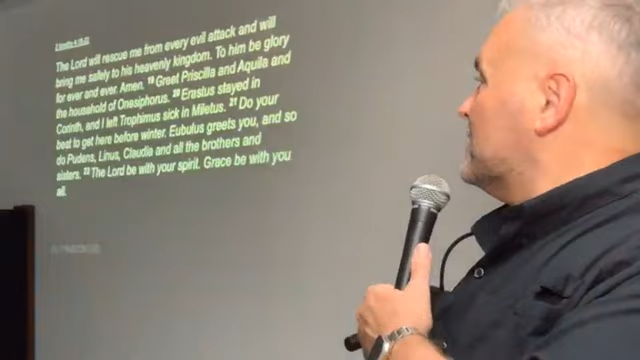 The Lord will rescue me from every evil attack and will
bring me safely to his heavenly kingdom. To him be glory
for ever and ever. Amen. 19 Greet Priscilla and Aquila and
the household of Onesiphorus. 20 Erastus stayed in
Corinth, and I left Trophimus sick in Miletus. 21 Do your
best to get here before winter. Eubulus greets you, and so
do Pudens, Linus, Claudia and all the brothers and
sisters. 22 The Lord be with your spirit. Grace be with you
all.